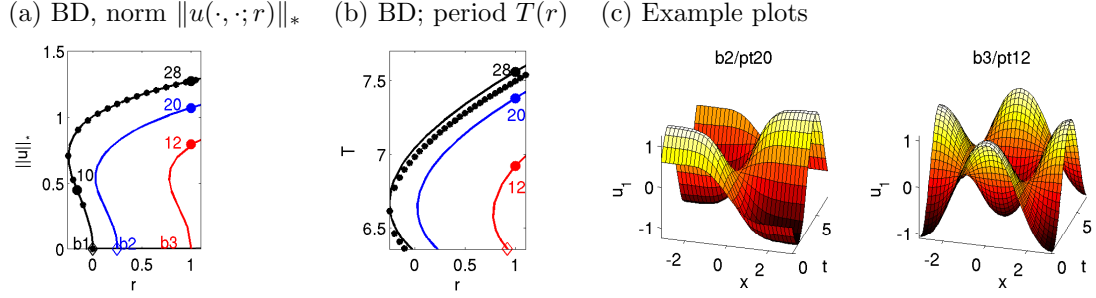 (a) BD, norm ‖u(·, ·; r)‖∗
(b) BD; period T(r)
(c) Example plots
1.5
1
0.5
0
||u||*
28
20
12
10
b1
b2
b3
0
0.5
1
r
7.5
7
6.5
T
28
20
12
0
0.5
1
r
b2/pt20
1
0
-1
u1
-2
0
2
x
0
5
t
b3/pt12
1
0
-1
u1
-2
0
2
x
0
5
t